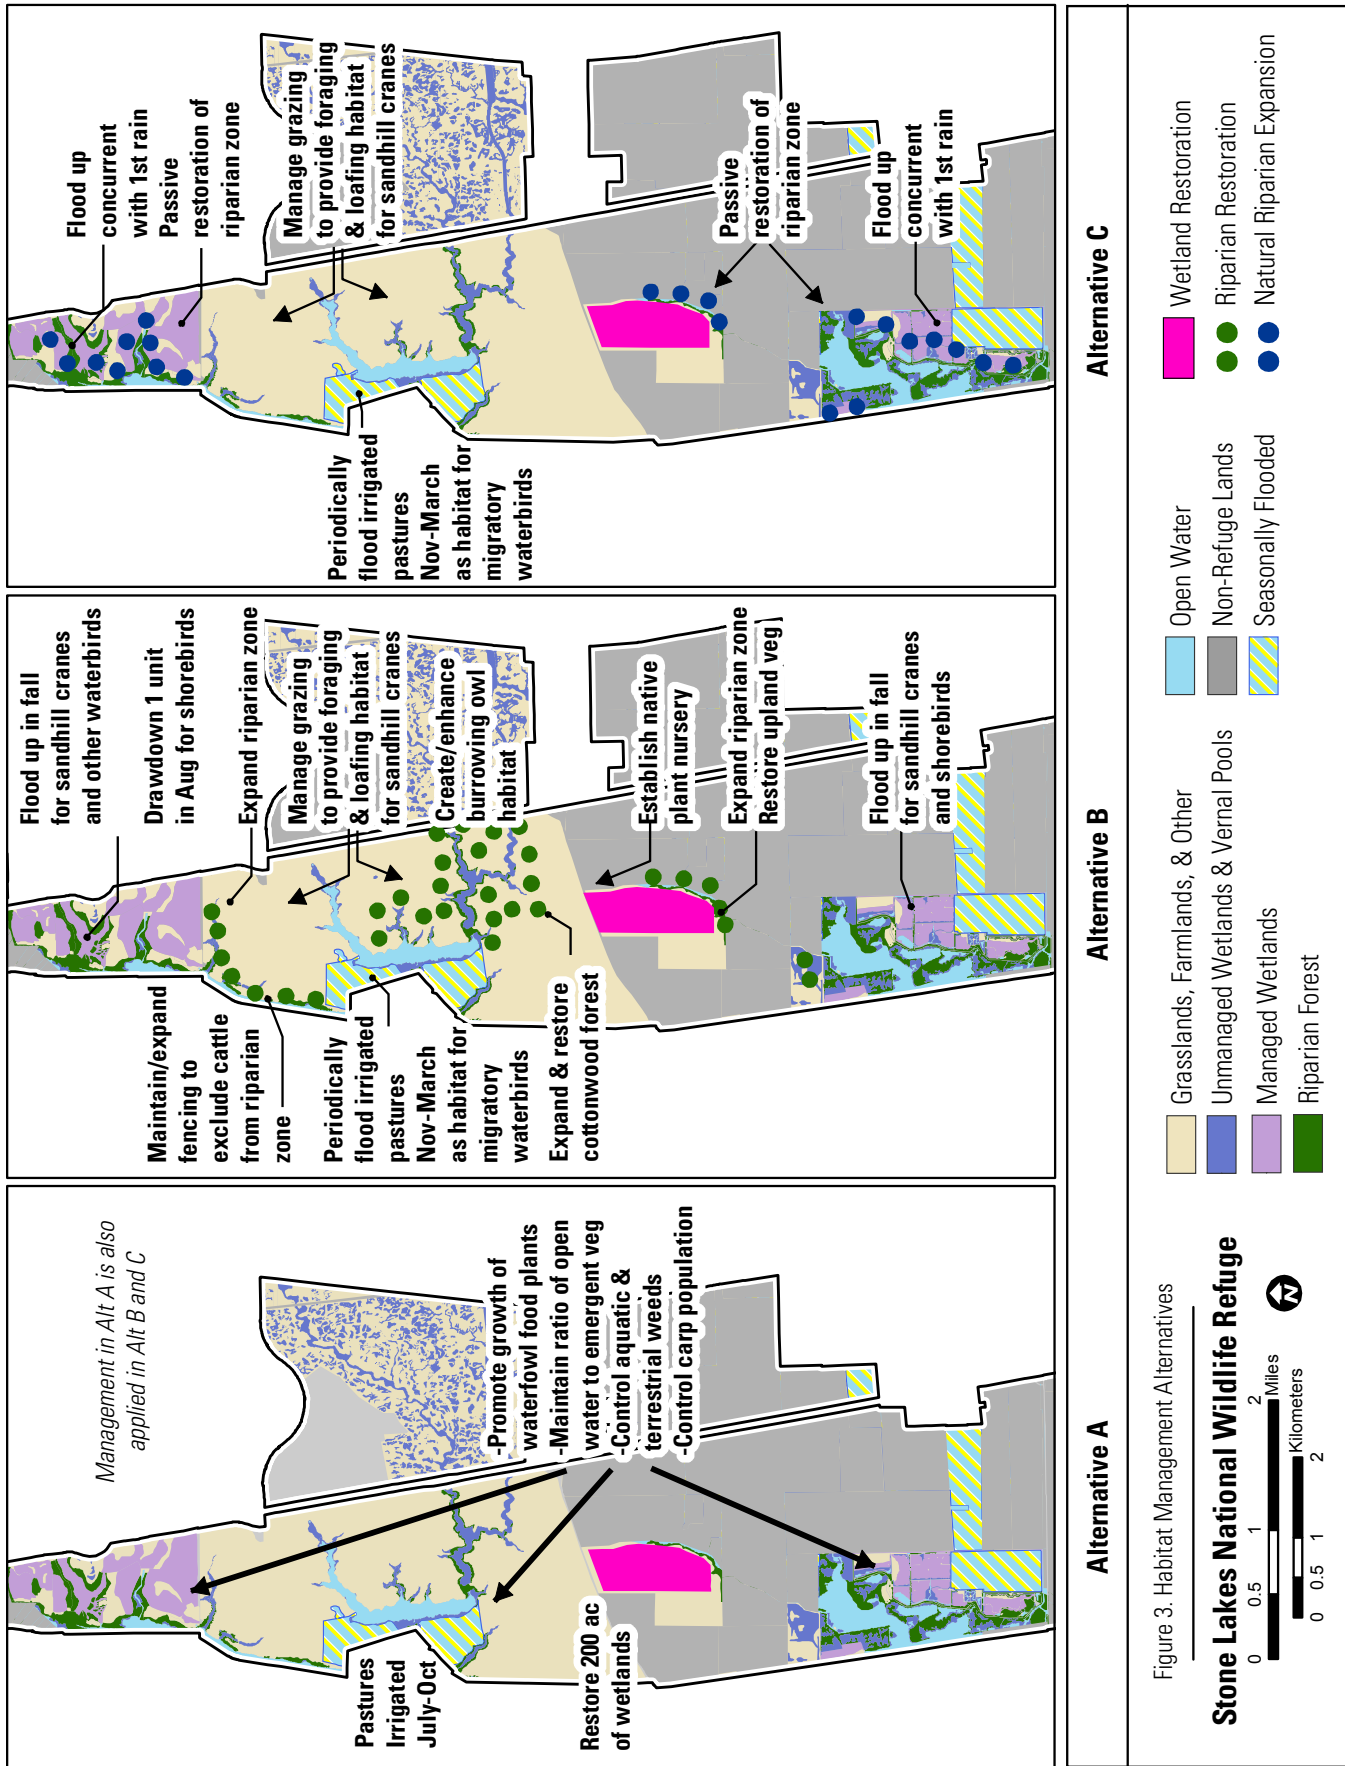 Management in Alt A is also
applied in Alt B and C
-Promote growth of
waterfowl food plants
-Maintain ratio of open
water to emergent veg
-Control aquatic &
terrestrial weeds
-Control carp population
Pastures
Irrigated
July-Oct
Restore 200 ac
of wetlands
Flood up in fall
for sandhill cranes
and other waterbirds
Drawdown 1 unit
in Aug for shorebirds
Expand riparian zone
Manage grazing
to provide foraging
& loafing habitat
for sandhill cranes
Create/enhance
burrowing owl
habitat
Maintain/expand
fencing to
exclude cattle
from riparian
zone
Periodically
flood irrigated
pastures
Nov-March
as habitat for
migratory
waterbirds
Expand & restore
cottonwood forest
Establish native
plant nursery
Expand riparian zone
Restore upland veg
Flood up in fall
for sandhill cranes
and shorebirds
Flood up
concurrent
with 1st rain
Passive
restoration of
riparian zone
Manage grazing
to provide foraging
& loafing habitat
for sandhill cranes
Periodically
flood irrigated
pastures
Nov-March
as habitat for
migratory
waterbirds
Passive
restoration of
riparian zone
Flood up
concurrent
with 1st rain
Alternative A
Alternative B
Alternative C
Figure 3. Habitat Management Alternatives
Stone Lakes National Wildlife Refuge
0 0.5 1 2
Miles
Kilometers
0 0.5 1 2
N
Grasslands, Farmlands, & Other
Unmanaged Wetlands & Vernal Pools
Managed Wetlands
Riparian Forest
Open Water
Non-Refuge Lands
Seasonally Flooded
Wetland Restoration
Riparian Restoration
Natural Riparian Expansion